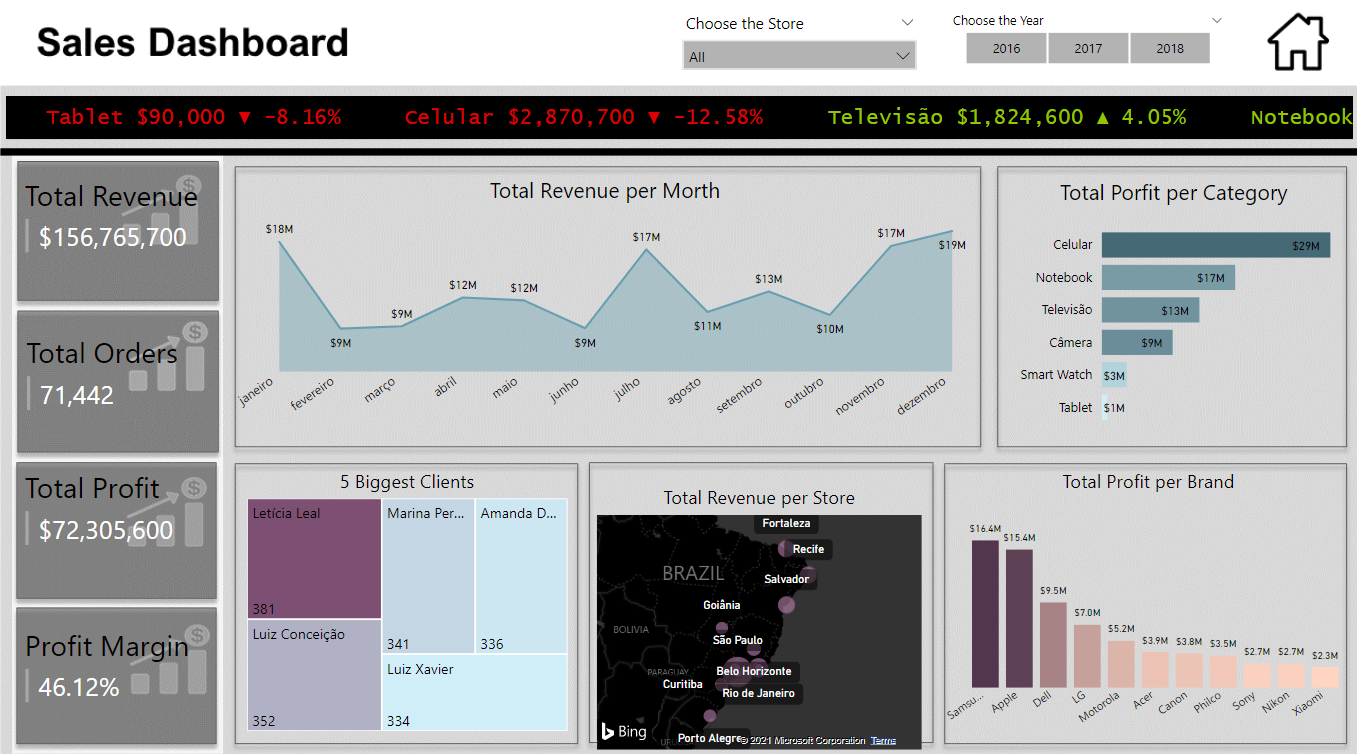 Sales Dashboard
Choose the Store
All
Choose the Year
2016 2017 2018
Tablet $90,000 ▼ -8.16% Celular $2,870,700 ▼ -12.58% Televisão $1,824,600 ▲ 4.05% Notebook
Total Revenue
$156,765,700
Total Orders
71,442
Total Profit
$72,305,600
Profit Margin
46.12%
Total Revenue per Morth
$18M
$9M
$9M
$12M
$12M
$9M
$17M
$11M
$13M
$10M
$17M
$19M
janeiro
fevereiro
março
abril
maio
junho
julho
agosto
setembro
outubro
novembro
dezembro
Total Porfit per Category
Celular $29M
Notebook $17M
Televisão $13M
Câmera $9M
Smart Watch $3M
Tablet $1M
5 Biggest Clients
Letícia Leal
381
Luiz Conceição
352
Marina Per...
341
Amanda D...
336
Luiz Xavier
334
Total Revenue per Store
Fortaleza
Recife
BRAZIL
Salvador
Goiânia
BOLIVIA
São Paulo
PARAGUAY
Belo Horizonte
Curitiba
Rio de Janeiro
Porto Alegre
Bing
© 2021 Microsoft Corporation Terms
Total Profit per Brand
$16.4M
$15.4M
$9.5M
$7.0M
$5.2M
$3.9M
$3.8M
$3.5M
$2.7M
$2.7M
$2.3M
Samsu...
Apple
Dell
LG
Motorola
Acer
Canon
Philco
Sony
Nikon
Xiaomi